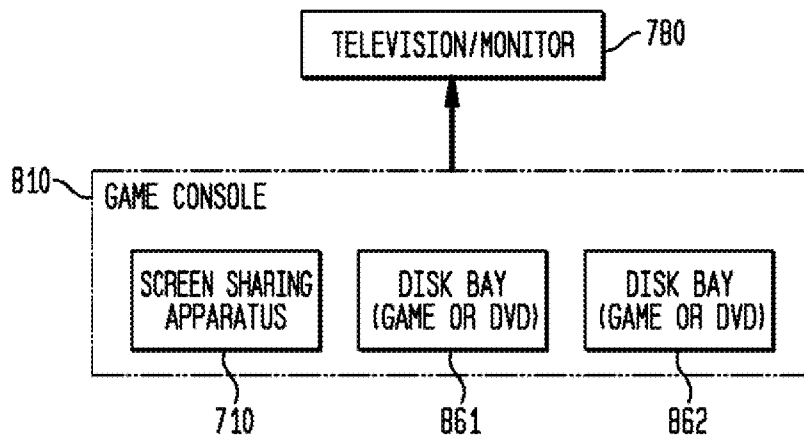 TELEVISION/MONITOR
780
810
GAME CONSOLE
SCREEN SHARING
APPARATUS
DISK BAY
(GAME OR DVD)
DISK BAY
(GAME OR DVD)
710
861
862